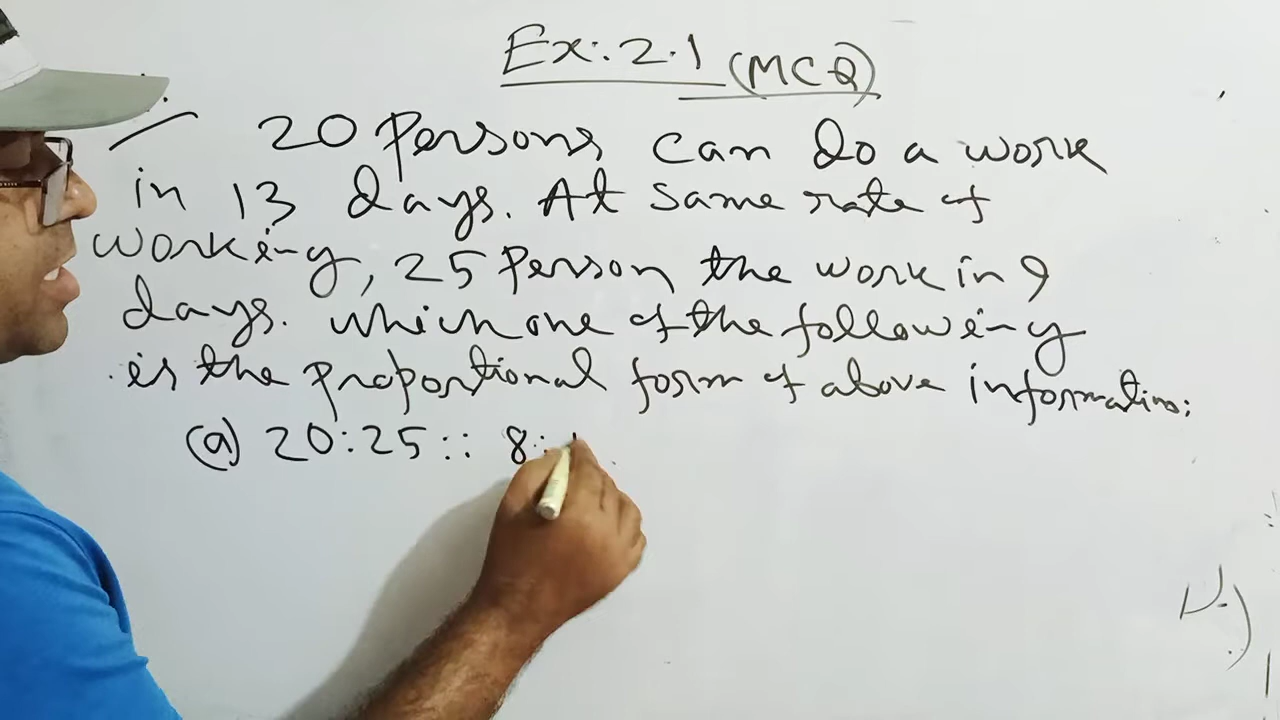 Ex:. 2.1 (MCQ)
20 Persons can do a work
in 13 days. At same rate of
working, 25 Person the work in 9
days. which one of the following
is the proportional form of above information:
(a) 20:25:: 8: